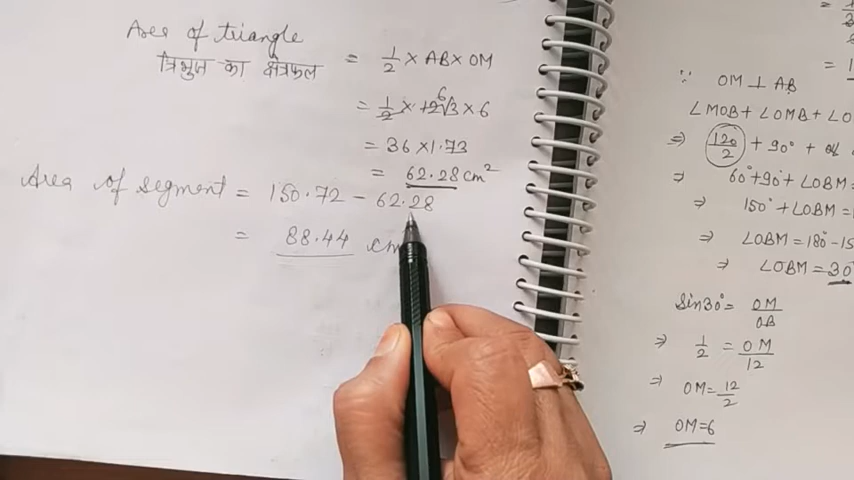 Area of triangle
त्रिभुज का क्षेत्रफल = 1/2 × AB × OM
= 1/2 × 12√3 × 6
6
= 36 × 1.73
= 62.28 cm²
Area of segment = 150.72 - 62.28
= 88.44 cm
∵ OM ⊥ AB
∠MOB + ∠OMB + ∠O
⇒ 120/2 + 90° +
⇒ 60° + 90° + ∠OBM =
⇒ 150° + ∠OBM =
⇒ ∠OBM = 180° - 15
⇒ ∠OBM = 30°
Sin30° = OM/OB
⇒ 1/2 = OM/12
⇒ OM = 12/2
⇒ OM = 6